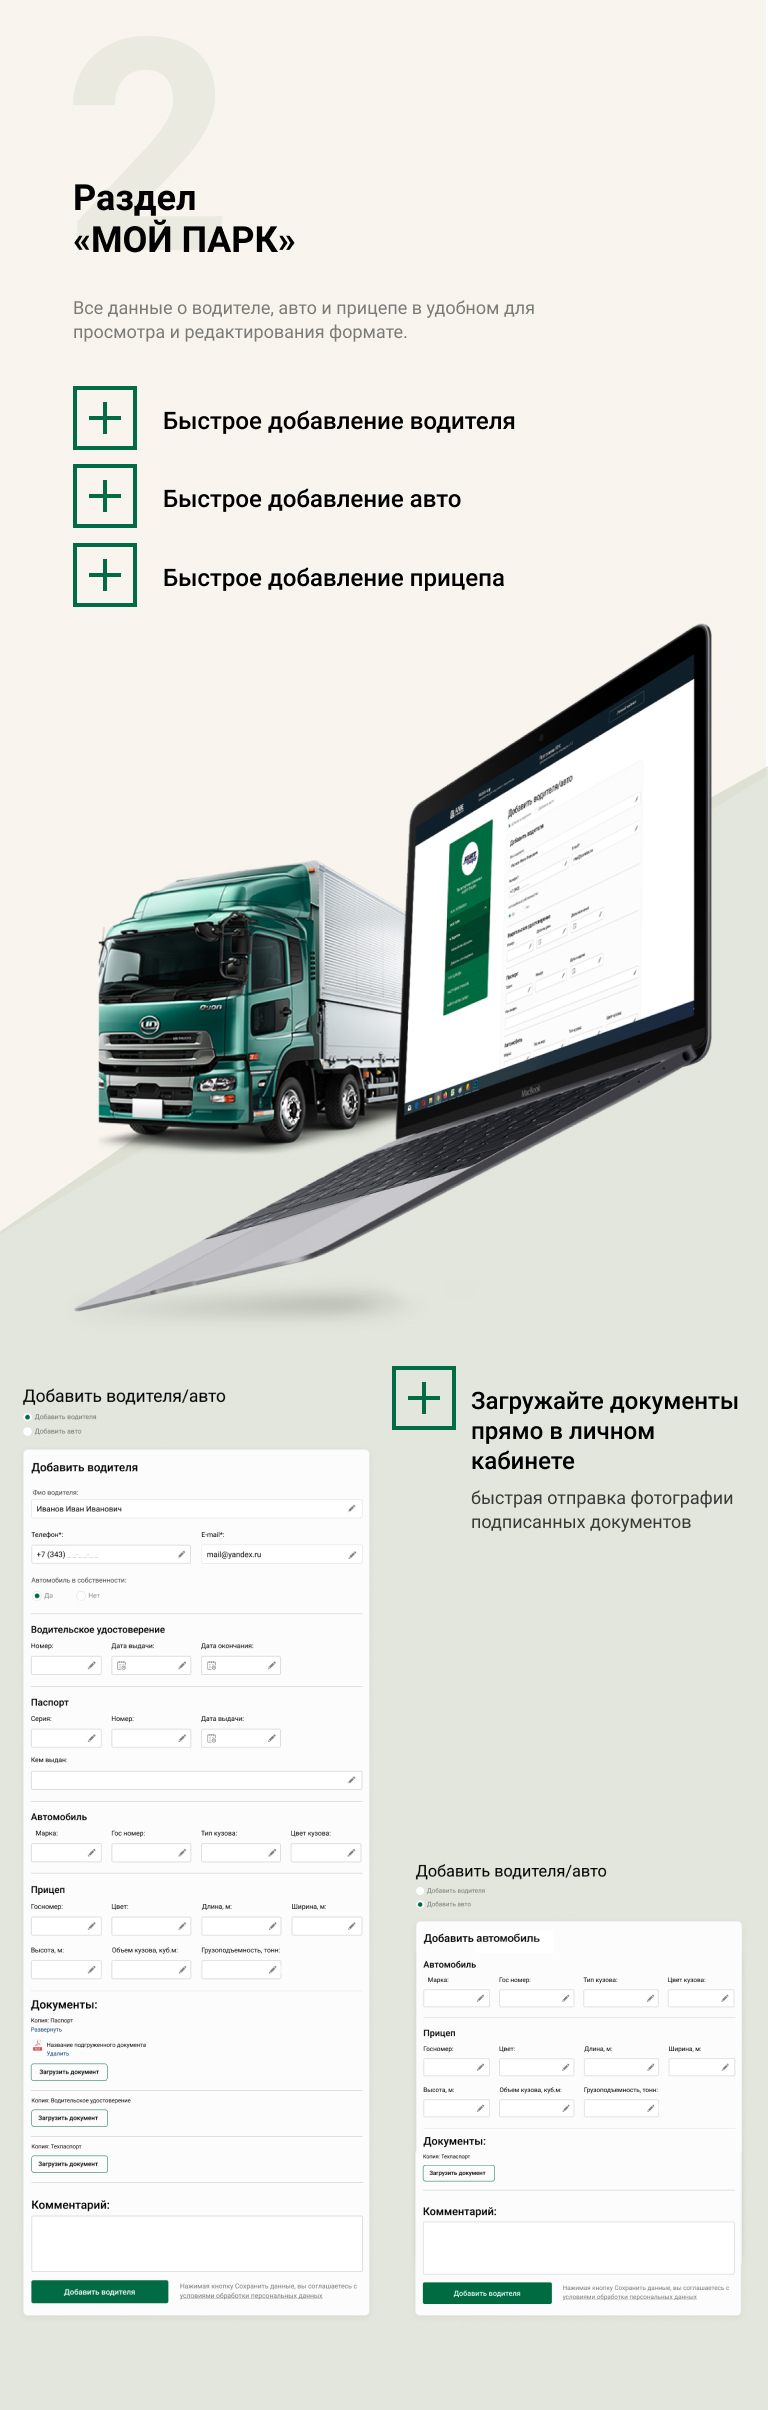 2
Раздел
«МОЙ ПАРК»
Все данные о водителе, авто и прицепе в удобном для
просмотра и редактирования формате.
Быстрое добавление водителя
Быстрое добавление авто
Быстрое добавление прицепа
Добавить водителя/авто
Добавить водителя
MacBook
Загружайте документы
прямо в личном
кабинете
быстрая отправка фотографии
подписанных документов
Добавить водителя/авто
Добавить водителя
Добавить авто
Добавить водителя
Фио водителя:
Иванов Иван Иванович
Телефон*: E-mail*:
+7 (343) _ _-_ _-_ _ mail@yandex.ru
Автомобиль в собственности:
Да Нет
Водительское удостоверение
Номер: Дата выдачи: Дата окончания:
Паспорт
Серия: Номер: Дата выдачи:
Кем выдан:
Автомобиль
Марка: Гос номер: Тип кузова: Цвет кузова:
Прицеп
Госномер: Цвет: Длина, м: Ширина, м:
Высота, м: Объем кузова, куб.м: Грузоподъемность, тонн:
Документы:
Копия: Паспорт
Развернуть
Название подгруженного документа
Удалить
Загрузить документ
Копия: Водительское удостоверение
Загрузить документ
Копия: Техпаспорт
Загрузить документ
Комментарий:
Добавить водителя
Нажимая кнопку Сохранить данные, вы соглашаетесь с
условиями обработки персональных данных
Добавить водителя/авто
Добавить водителя
Добавить авто
Добавить автомобиль
Автомобиль
Марка: Гос номер: Тип кузова: Цвет кузова:
Прицеп
Госномер: Цвет: Длина, м: Ширина, м:
Высота, м: Объем кузова, куб.м: Грузоподъемность, тонн:
Документы:
Копия: Техпаспорт
Загрузить документ
Комментарий:
Добавить водителя
Нажимая кнопку Сохранить данные, вы соглашаетесь с
условиями обработки персональных данных